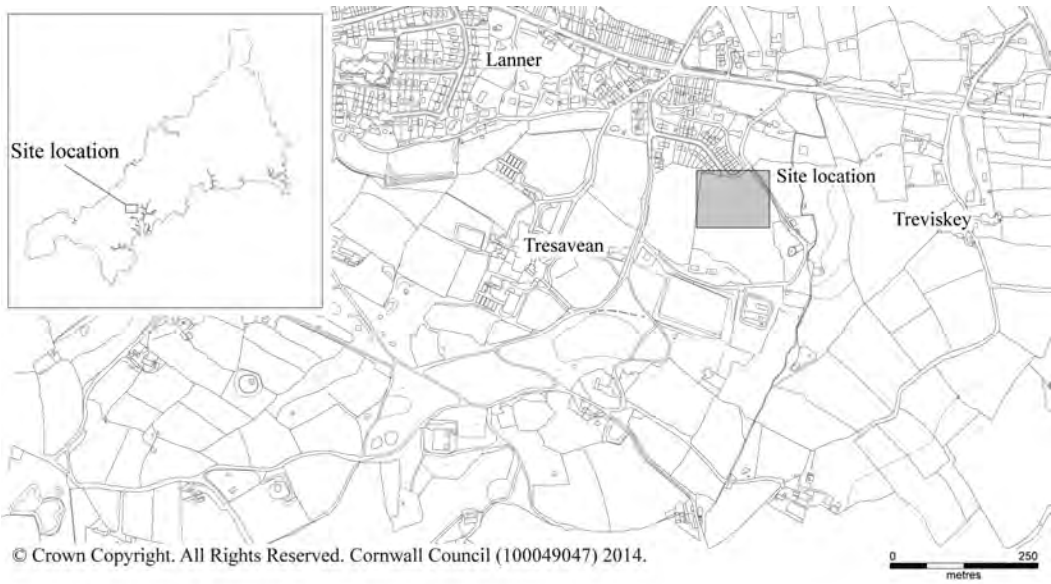 Site location
Lanner
Site location
Treviskey
Tresavean
© Crown Copyright. All Rights Reserved. Cornwall Council (100049047) 2014.
0 250
metres